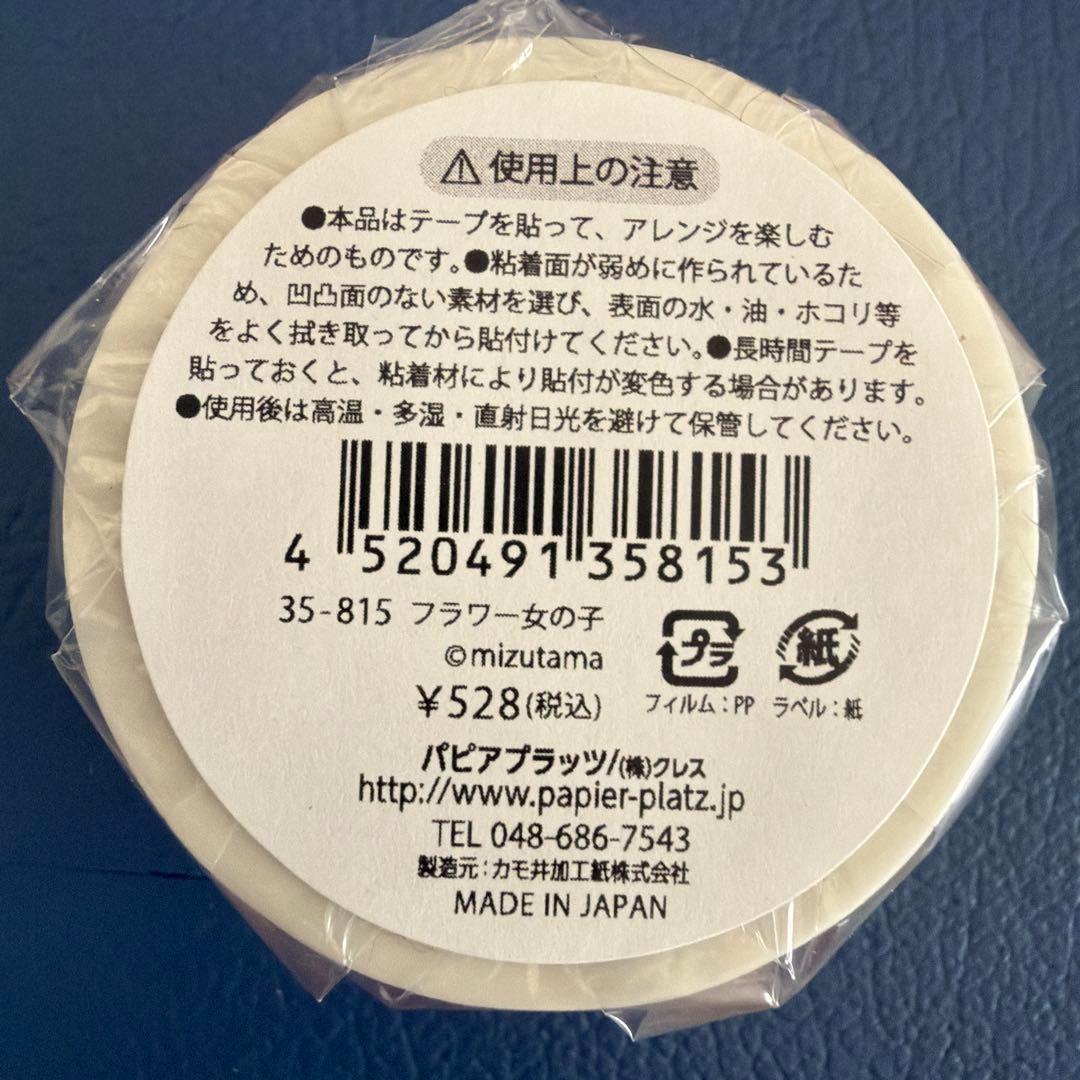 ⚠使用上の注意
●本品はテープを貼って、アレンジを楽しむ
ためのものです。●粘着面が弱めに作られているた
め、凹凸面のない素材を選び、表面の水・油・ホコリ等
をよく拭き取ってから貼付けてください。●長時間テープを
貼っておくと、粘着材により貼付が変色する場合があります。
●使用後は高温・多湿・直射日光を避けて保管してください。
4 520491 358153
35-815 フラワー女の子
©mizutama
¥528(税込)
プラ 紙
フィルム:PP ラベル:紙
パピアプラッツ/(株)クレス
http://www.papier-platz.jp
TEL 048-686-7543
製造元:カモ井加工紙株式会社
MADE IN JAPAN